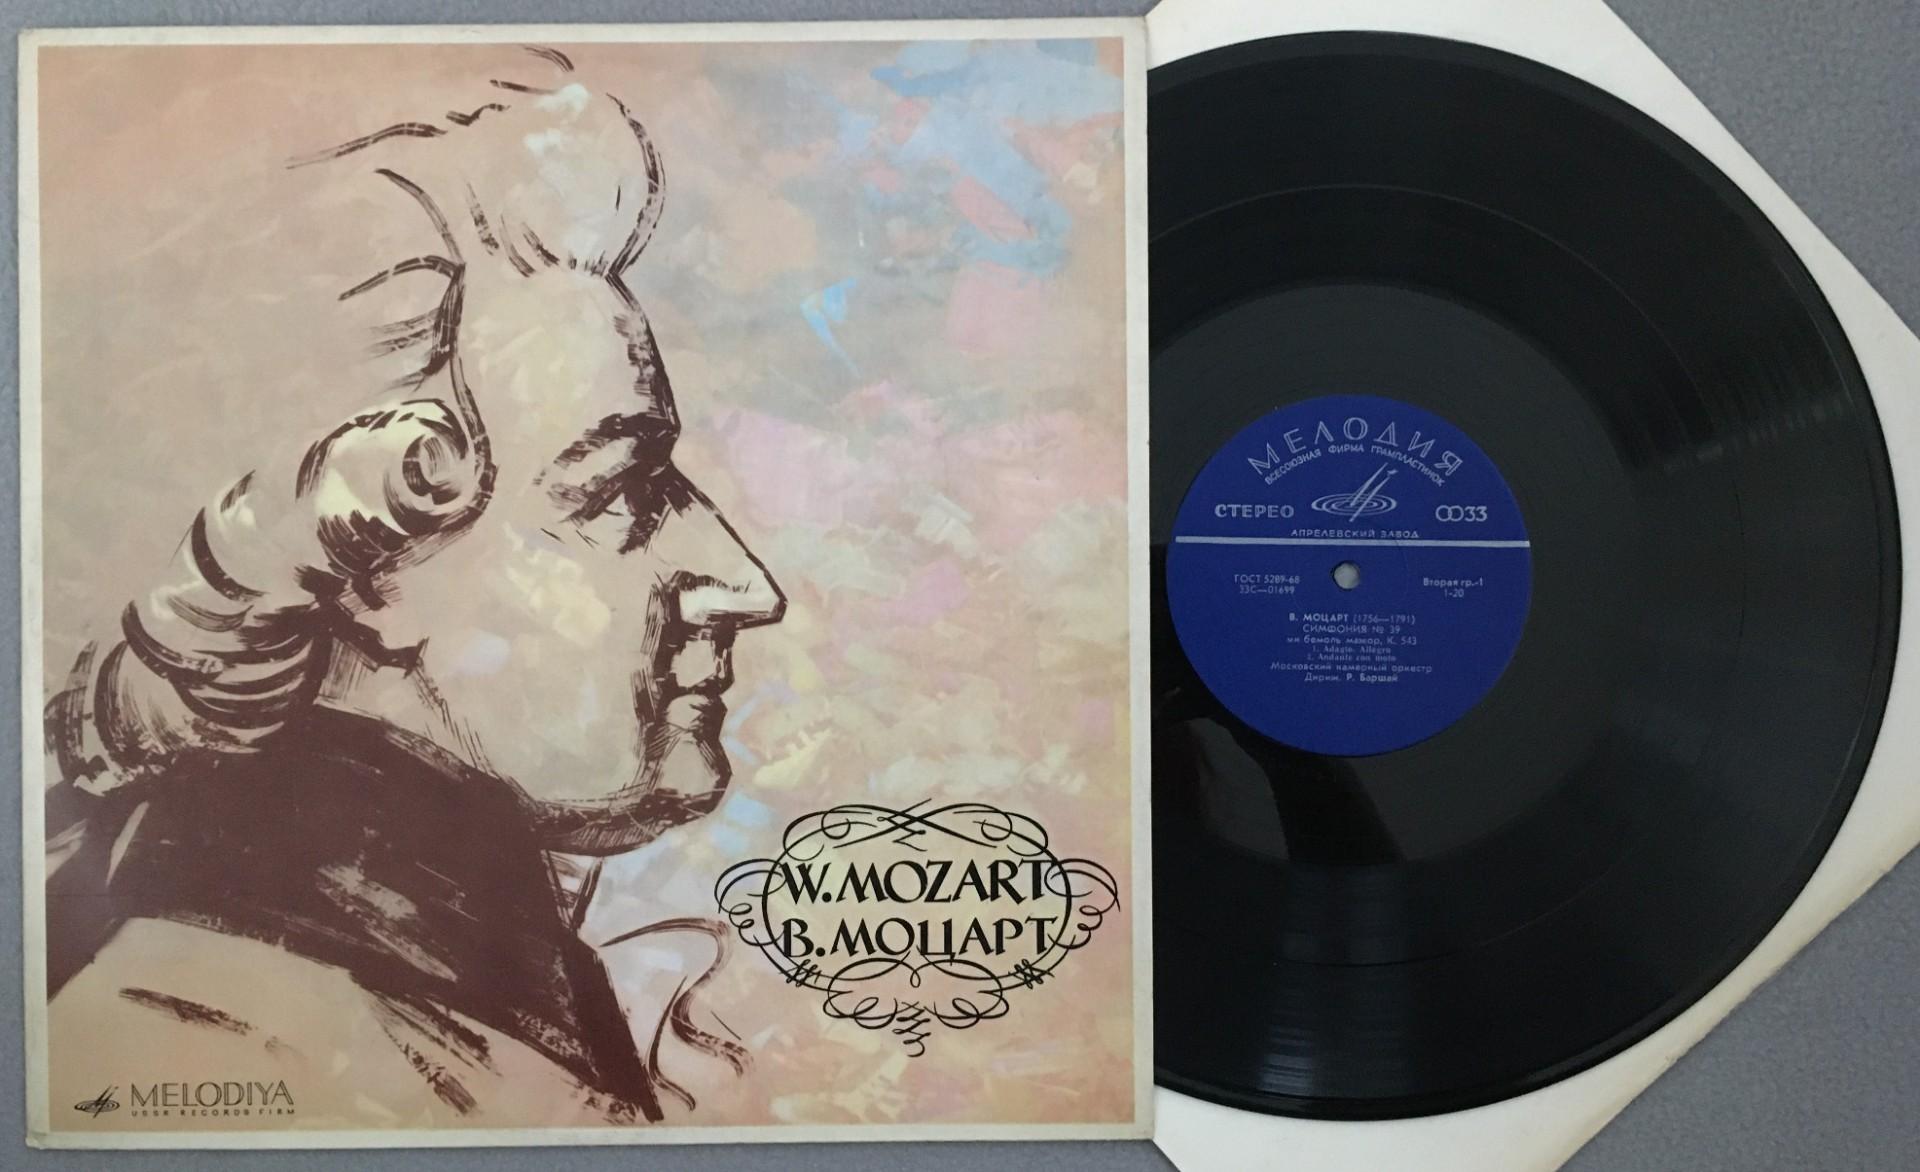 W.MOZART
В.МОЦАРТ
MELODIYA
USSR RECORDS FIRM
МЕЛОДИЯ
ВСЕСОЮЗНАЯ ФИРМА ГРАМПЛАСТИНОК
СТЕРЕО 33
АПРЕЛЕВСКИЙ ЗАВОД
ГОСТ 5289-68 Вторая гр.-1
33С—01699 1-20
В. МОЦАРТ (1756—1791)
СИМФОНИЯ № 39
ми бемоль мажор, К. 543
1. Adagio. Allegro
2. Andante con moto
Московский камерный оркестр
Дириж. Р. Баршай